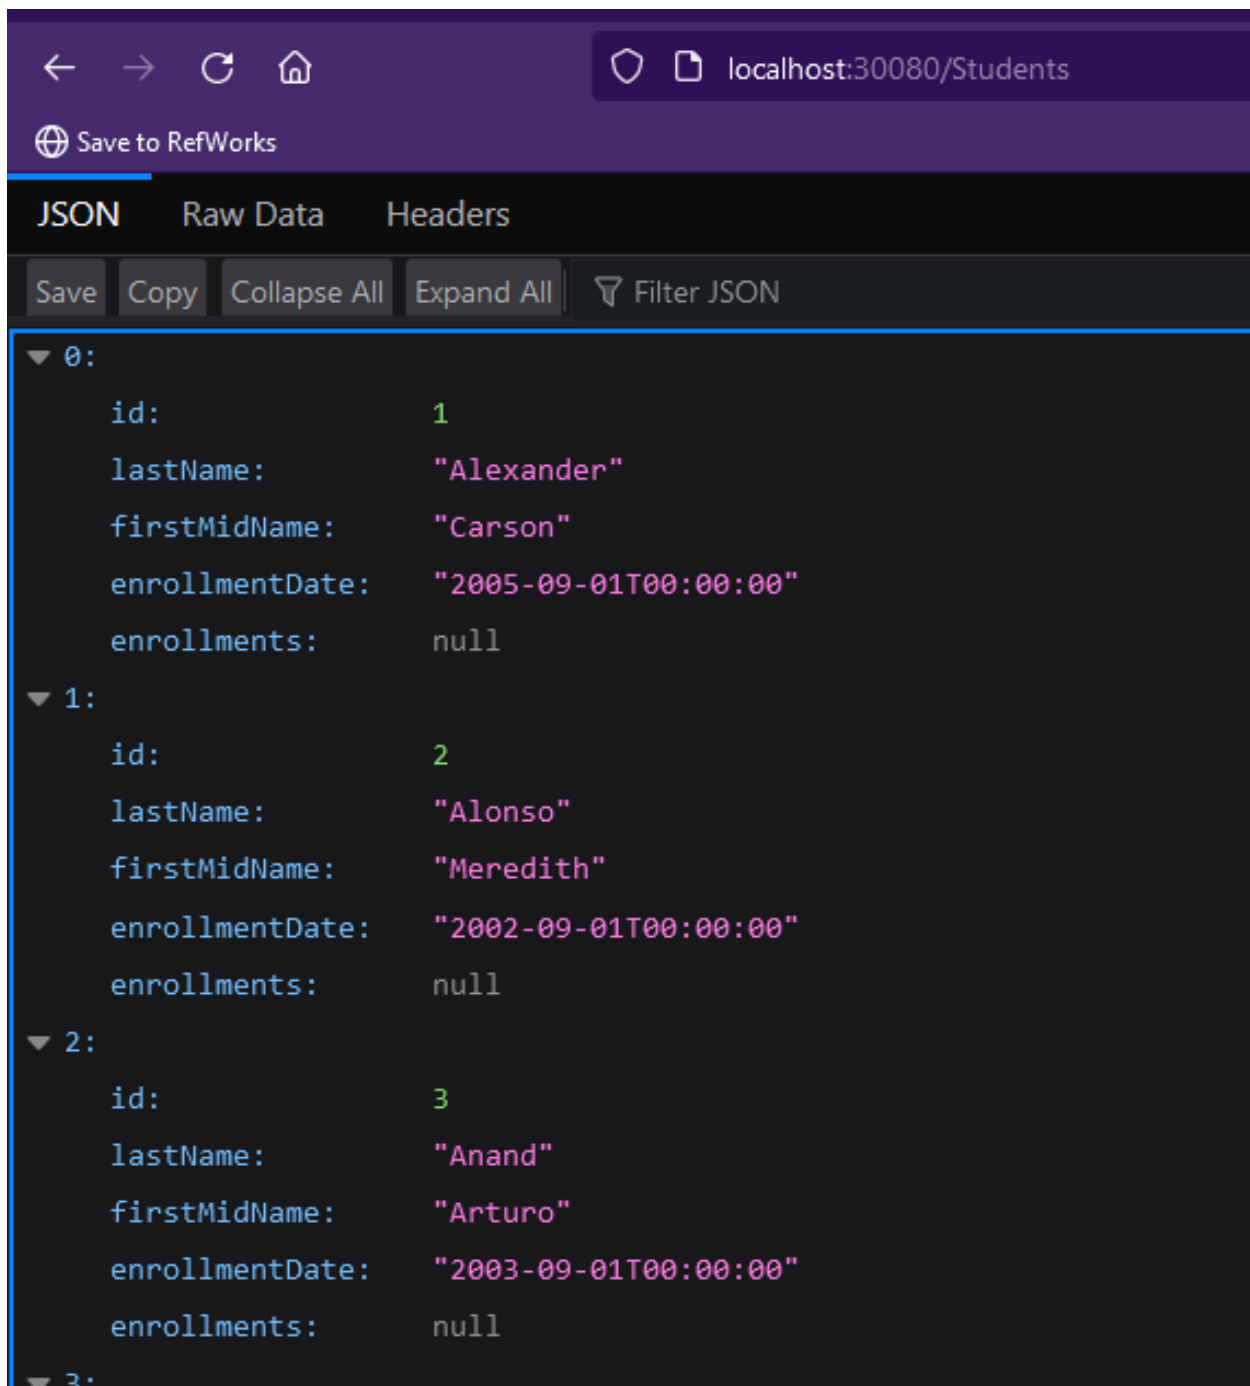 localhost:30080/Students
Save to RefWorks
JSON Raw Data Headers
Save Copy Collapse All Expand All Filter JSON
0:
id: 1
lastName: "Alexander"
firstMidName: "Carson"
enrollmentDate: "2005-09-01T00:00:00"
enrollments: null
1:
id: 2
lastName: "Alonso"
firstMidName: "Meredith"
enrollmentDate: "2002-09-01T00:00:00"
enrollments: null
2:
id: 3
lastName: "Anand"
firstMidName: "Arturo"
enrollmentDate: "2003-09-01T00:00:00"
enrollments: null
3: